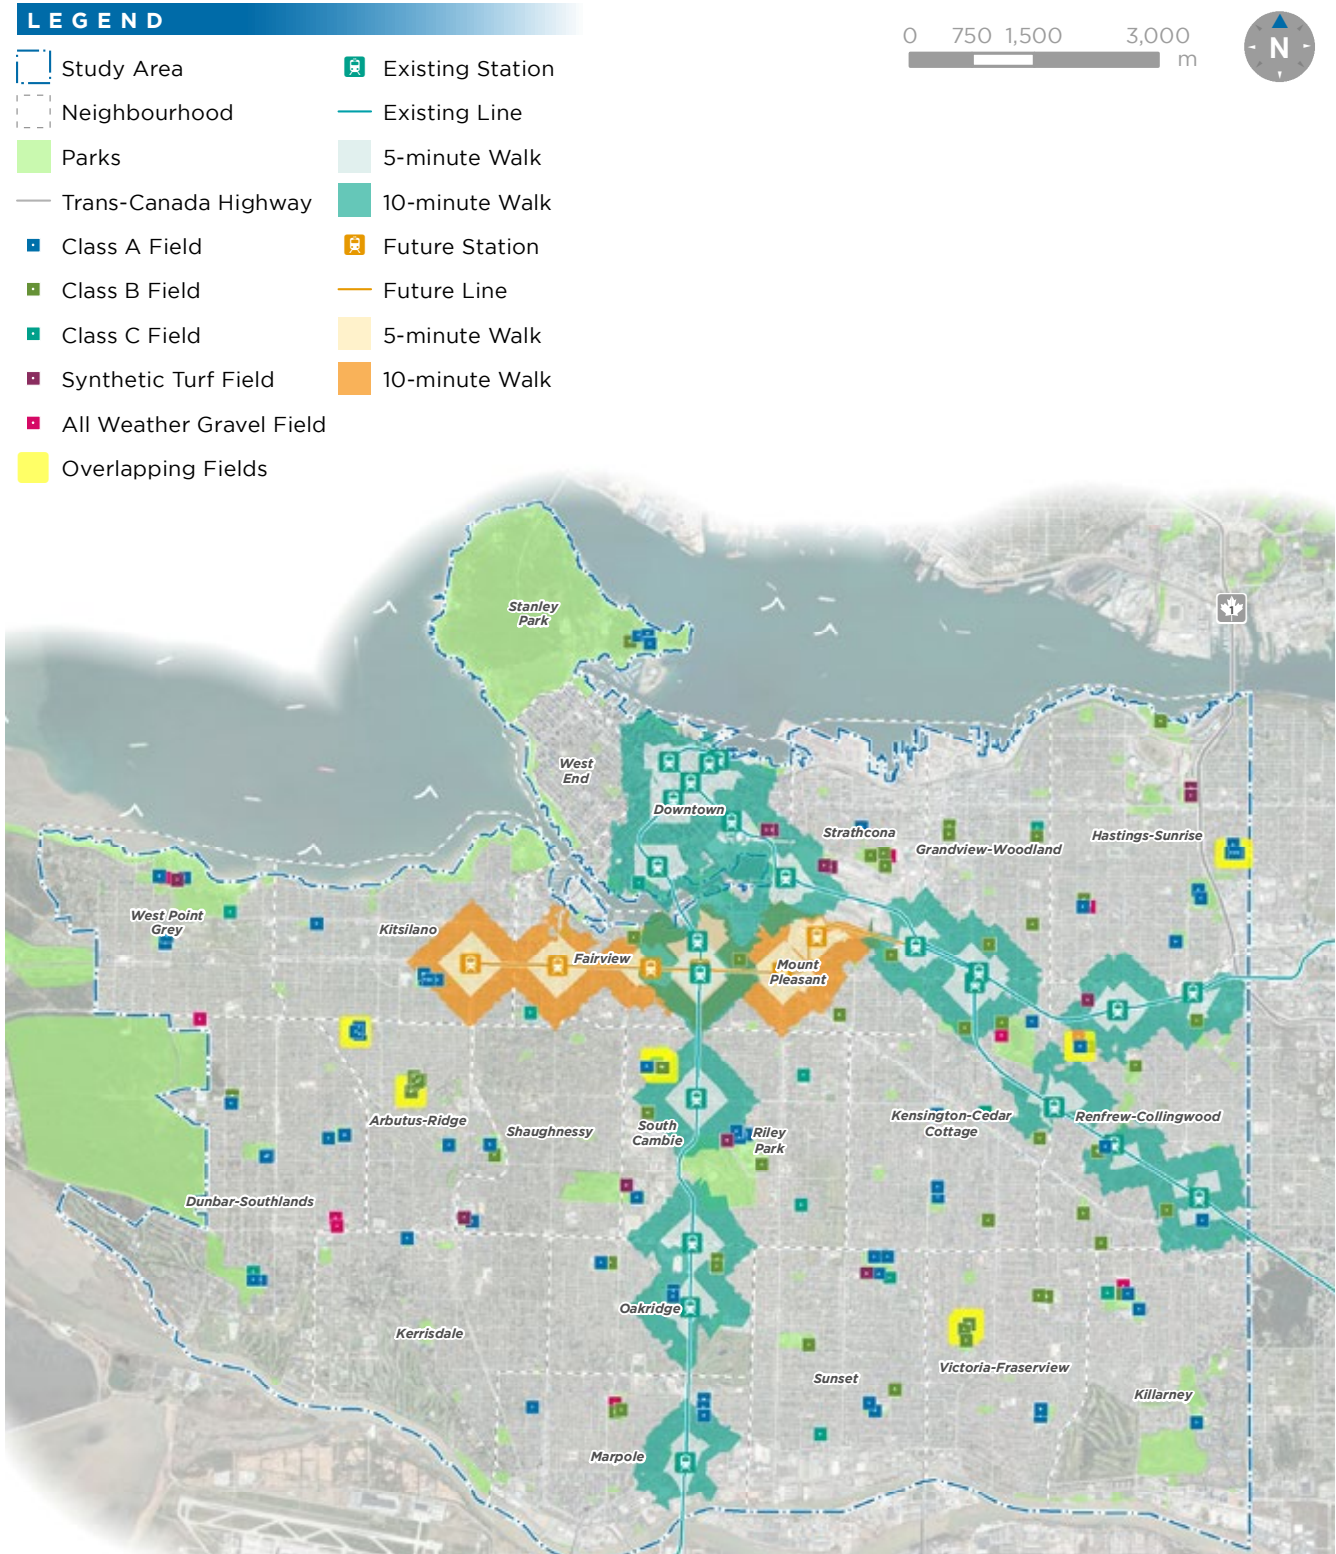 LEGEND
Study Area
Neighbourhood
Parks
Trans-Canada Highway
Class A Field
Class B Field
Class C Field
Synthetic Turf Field
All Weather Gravel Field
Overlapping Fields
Existing Station
Existing Line
5-minute Walk
10-minute Walk
Future Station
Future Line
5-minute Walk
10-minute Walk
0 750 1,500 3,000
m
N
Stanley
Park
1
West
End
Downtown
Strathcona
Grandview-Woodland
Hastings-Sunrise
West Point
Grey
Kitsilano
Fairview
Mount
Pleasant
Arbutus-Ridge
Shaughnessy
South
Cambie
Riley
Park
Kensington-Cedar
Cottage
Renfrew-Collingwood
Dunbar-Southlands
Oakridge
Kerrisdale
Sunset
Victoria-Fraserview
Killarney
Marpole